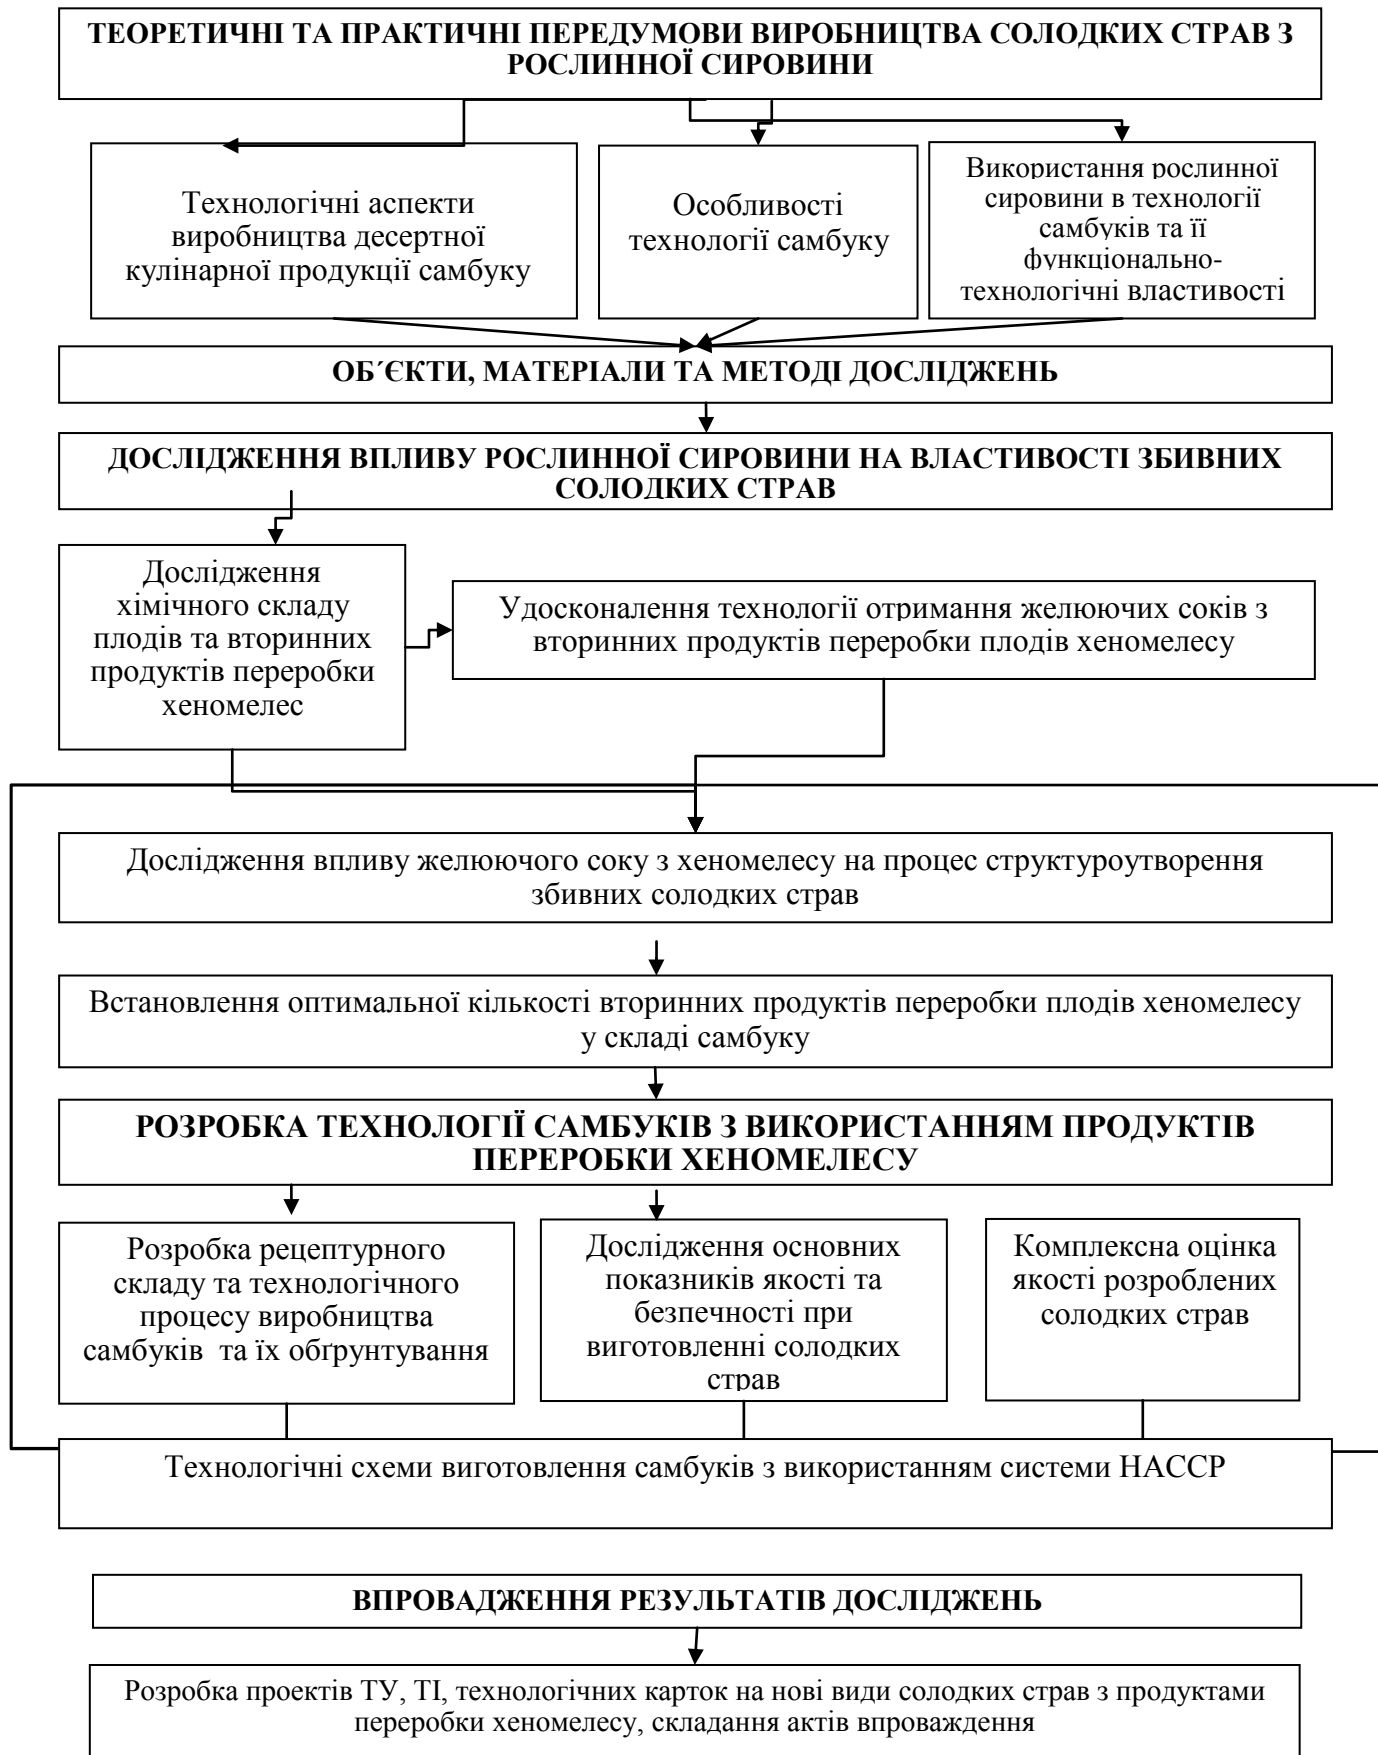 ТЕОРЕТИЧНІ ТА ПРАКТИЧНІ ПЕРЕДУМОВИ ВИРОБНИЦТВА СОЛОДКИХ СТРАВ З
РОСЛИННОЇ СИРОВИНИ
Технологічні аспекти
виробництва десертної
кулінарної продукції самбуку
Особливості
технології самбуку
Використання рослинної
сировини в технології
самбуків та її
функціонально-
технологічні властивості
ОБ´ЄКТИ, МАТЕРІАЛИ ТА МЕТОДІ ДОСЛІДЖЕНЬ
ДОСЛІДЖЕННЯ ВПЛИВУ РОСЛИННОЇ СИРОВИНИ НА ВЛАСТИВОСТІ ЗБИВНИХ
СОЛОДКИХ СТРАВ
Дослідження
хімічного складу
плодів та вторинних
продуктів переробки
хеномелес
Удосконалення технології отримання желюючих соків з
вторинних продуктів переробки плодів хеномелесу
Дослідження впливу желюючого соку з хеномелесу на процес структуроутворення
збивних солодких страв
Встановлення оптимальної кількості вторинних продуктів переробки плодів хеномелесу
у складі самбуку
РОЗРОБКА ТЕХНОЛОГІЇ САМБУКІВ З ВИКОРИСТАННЯМ ПРОДУКТІВ
ПЕРЕРОБКИ ХЕНОМЕЛЕСУ
Розробка рецептурного
складу та технологічного
процесу виробництва
самбуків та їх обґрунтування
Дослідження основних
показників якості та
безпечності при
виготовленні солодких
страв
Комплексна оцінка
якості розроблених
солодких страв
Технологічні схеми виготовлення самбуків з використанням системи НАССР
ВПРОВАДЖЕННЯ РЕЗУЛЬТАТІВ ДОСЛІДЖЕНЬ
Розробка проектів ТУ, ТІ, технологічних карток на нові види солодких страв з продуктами
переробки хеномелесу, складання актів впроваждення